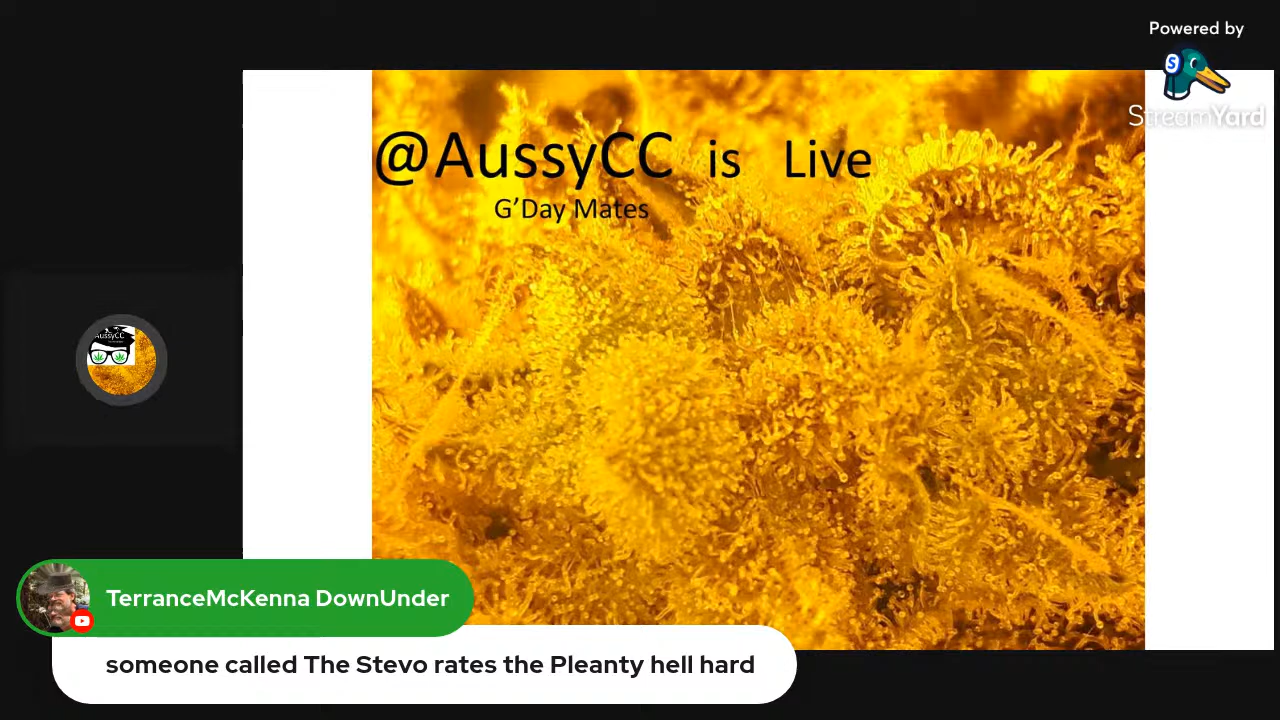 Powered by
StreamYard
@AussyCC is Live
G'Day Mates
AussyCC
TerranceMcKenna DownUnder
someone called The Stevo rates the Pleanty hell hard